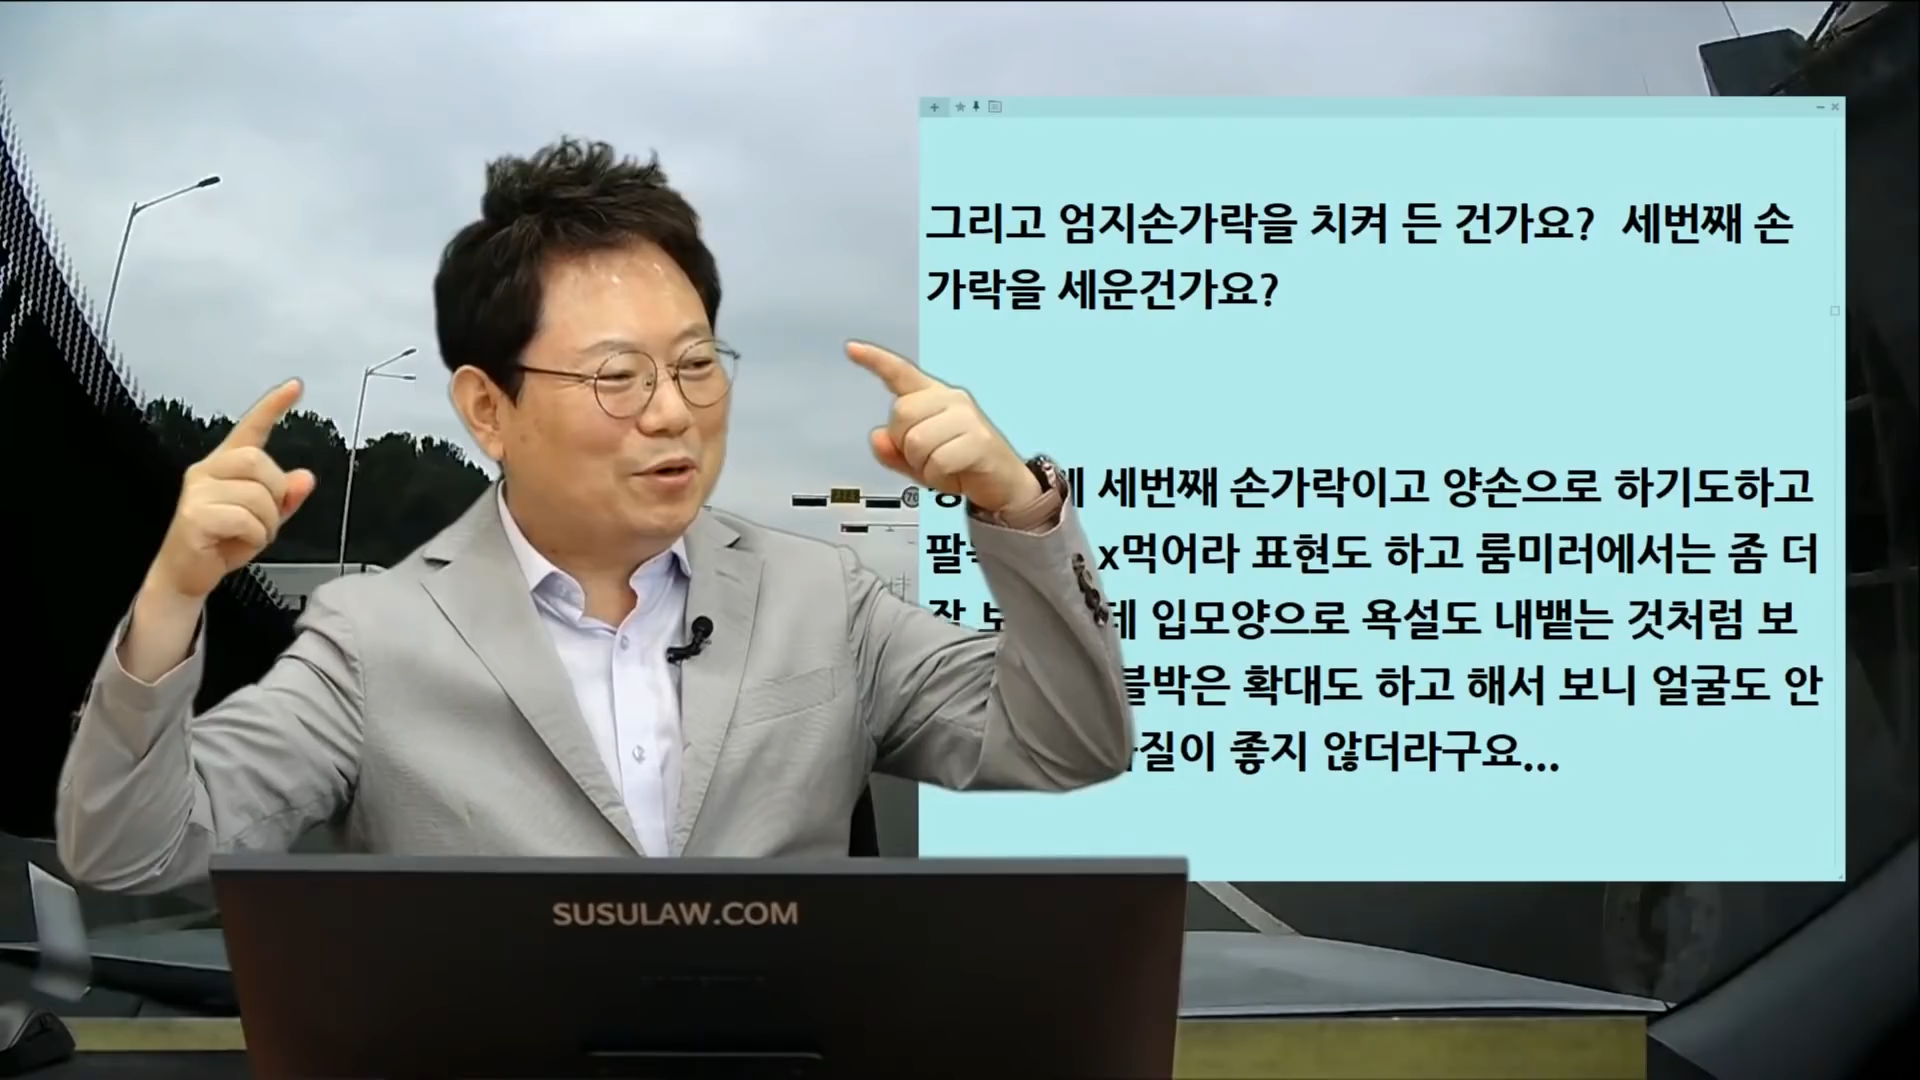 그리고 엄지손가락을 치켜 든 건가요? 세번째 손
가락을 세운건가요?
세번째 손가락이고 양손으로 하기도하고
x먹어라 표현도 하고 룸미러에서는 좀 더
입모양으로 욕설도 내뱉는 것처럼 보
확대도 하고 해서 보니 얼굴도 안
좋지 않더라구요...
70
SUSULAW.COM